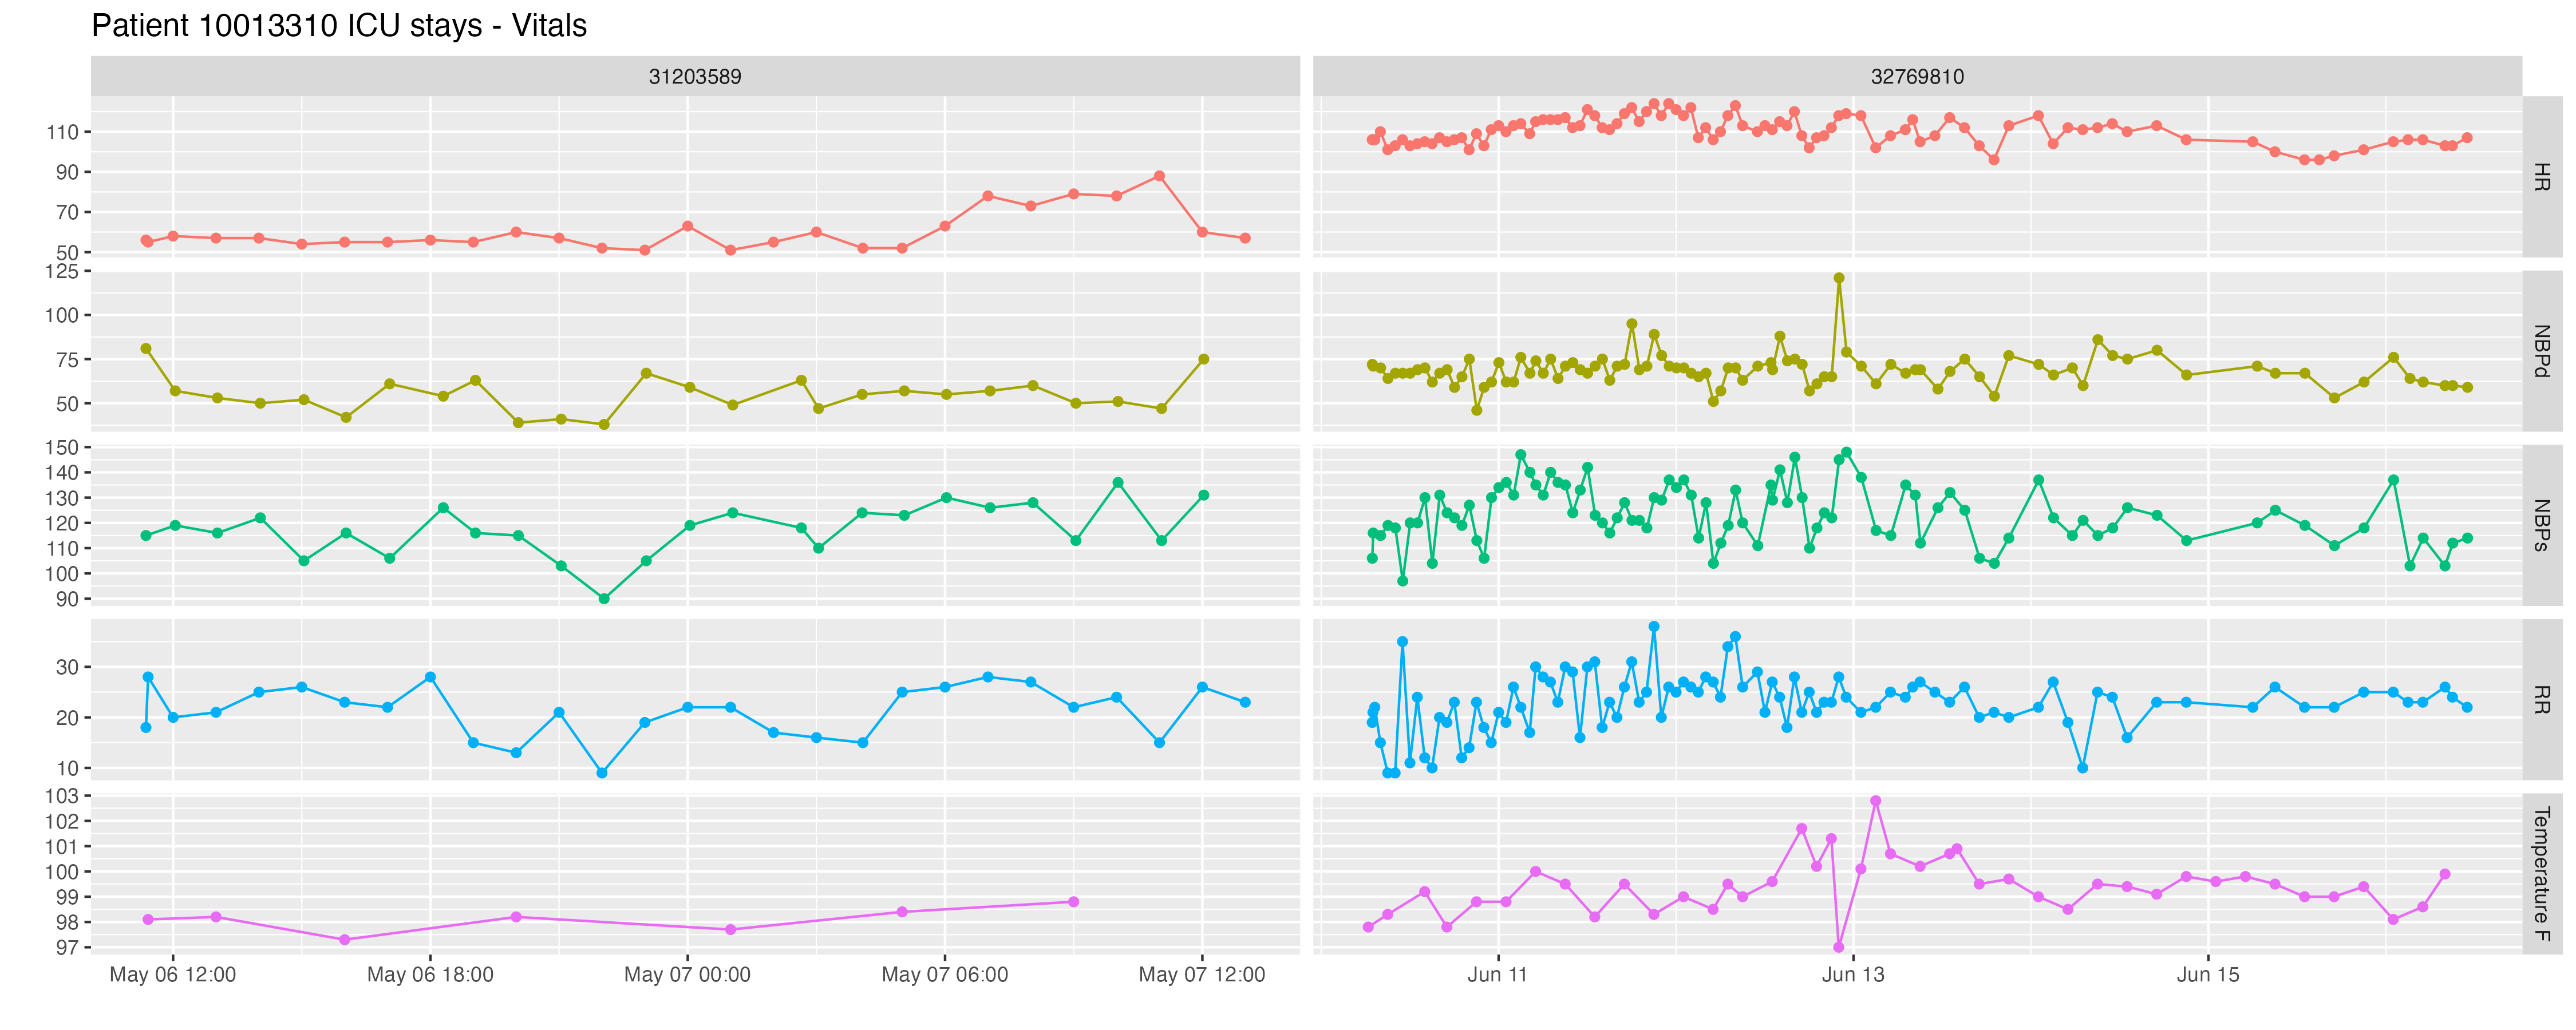 Patient 10013310 ICU stays - Vitals
31203589
32769810
110
90
70
50
HR
125
100
75
50
NBPd
150
140
130
120
110
100
90
NBPs
30
20
10
RR
103
102
101
100
99
98
97
Temperature F
May 06 12:00
May 06 18:00
May 07 00:00
May 07 06:00
May 07 12:00
Jun 11
Jun 13
Jun 15